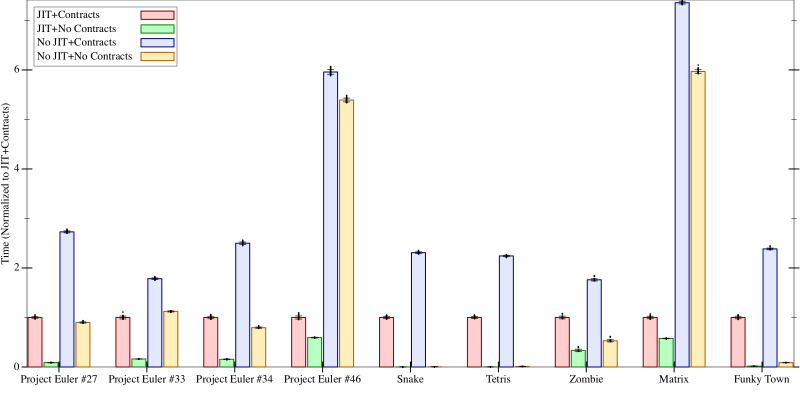 JIT+Contracts
JIT+No Contracts
No JIT+Contracts
No JIT+No Contracts
Time (Normalized to JIT+Contracts)
6
4
2
0
Project Euler #27 Project Euler #33 Project Euler #34 Project Euler #46 Snake Tetris Zombie Matrix Funky Town